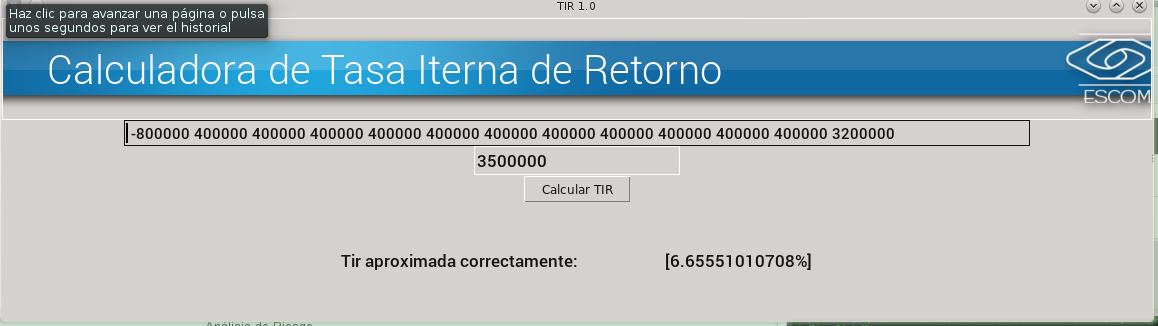 TIR 1.0
Haz clic para avanzar una página o pulsa
unos segundos para ver el historial
Calculadora de Tasa Iterna de Retorno
ESCOM
-800000 400000 400000 400000 400000 400000 400000 400000 400000 400000 400000 400000 3200000
3500000
Calcular TIR
Tir aproximada correctamente: [6.65551010708%]
Análisis de Riesgo